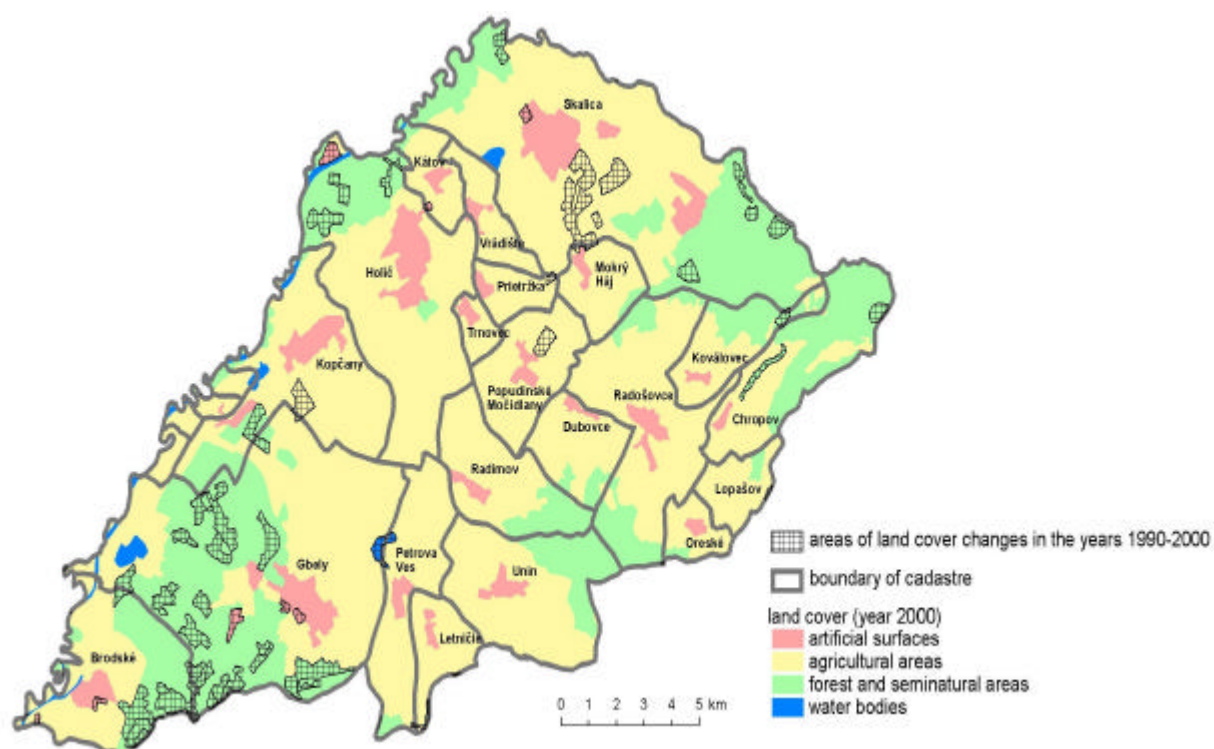 Skalica
Kátov
Vrádište
Holíč
Mokrý
Háj
Prietržka
Trnovec
Kopčany
Koválovec
Popudinské
Močidlany
Radošovce
Chropov
Dubovce
Radimov
Lopašov
Oreské
Petrova
Ves
Gbely
Unín
Letničie
Brodské
areas of land cover changes in the years 1990-2000
boundary of cadastre
land cover (year 2000)
artificial surfaces
agricultural areas
forest and seminatural areas
water bodies
0 1 2 3 4 5 km